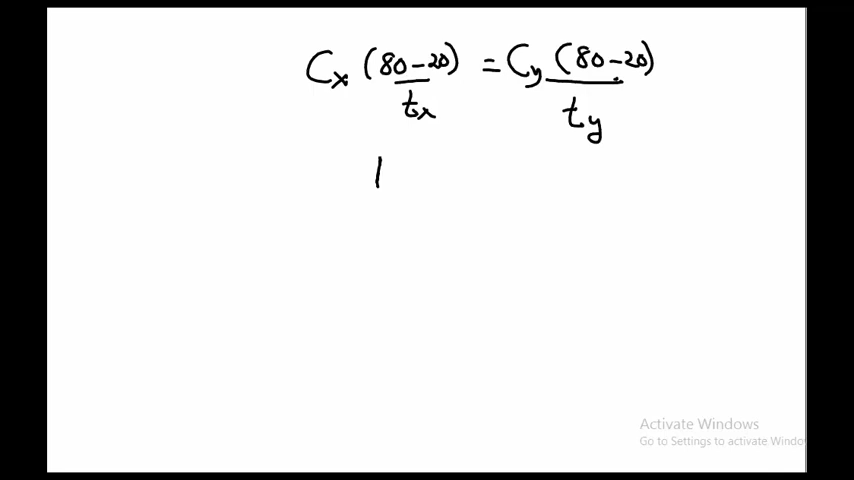 Cx (80-20) = Cy (80-20)
tx ty
1
Activate Windows
Go to Settings to activate Windo